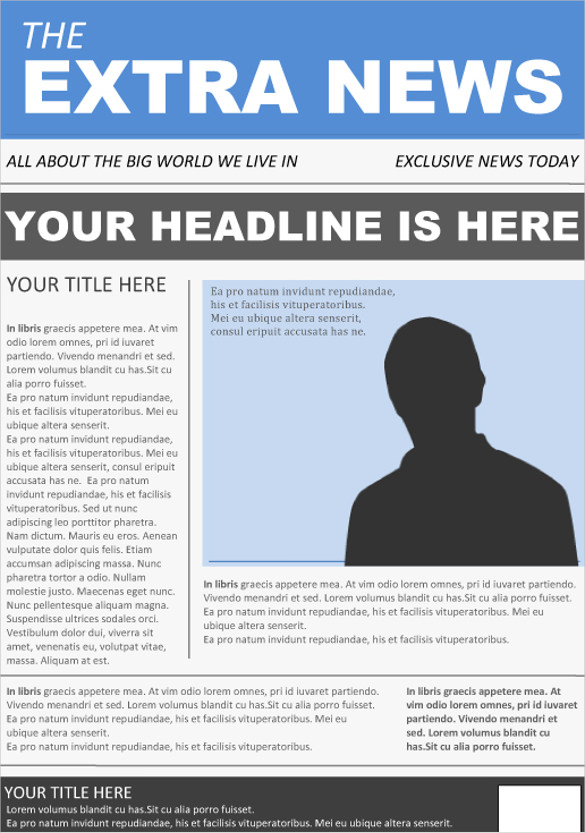 THE
EXTRA NEWS
ALL ABOUT THE BIG WORLD WE LIVE IN
EXCLUSIVE NEWS TODAY
YOUR HEADLINE IS HERE
YOUR TITLE HERE
In libris graecis appetere mea. At vim
odio lorem omnes, pri id iuvaret
partiendo. Vivendo menandri et sed.
Lorem volumus blandit cu has.Sit cu
alia porro fuisset.
Ea pro natum invidunt repudiandae,
his et facilisis vituperatoribus. Mei eu
ubique altera senserit.
Ea pro natum invidunt repudiandae,
his et facilisis vituperatoribus. Mei eu
ubique altera senserit, consul eripuit
accusata has ne. Ea pro natum
invidunt repudiandae, his et facilisis
vituperatoribus. Sed ut nunc
adipiscing leo porttitor pharetra.
Nam dictum. Mauris eu eros. Aenean
vulputate dolor quis felis. Etiam
accumsan adipiscing massa. Nunc
pharetra tortor a odio. Nullam
molestie justo. Maecenas eget nunc.
Nunc pellentesque aliquam magna.
Suspendisse ultrices sodales orci.
Vestibulum dolor dui, viverra sit
amet, venenatis eu, volutpat vitae,
massa. Aliquam at est.
Ea pro natum invidunt repudiandae,
his et facilisis vituperatoribus.
Mei eu ubique altera senserit,
consul eripuit accusata has ne.
In libris graecis appetere mea. At vim odio lorem omnes, pri id iuvaret partiendo.
Vivendo menandri et sed. Lorem volumus blandit cu has.Sit cu alia porro fuisset.
Ea pro natum invidunt repudiandae, his et facilisis vituperatoribus. Mei eu
ubique altera senserit.
Ea pro natum invidunt repudiandae, his et facilisis vituperatoribus.
In libris graecis appetere mea. At vim odio lorem omnes, pri id iuvaret partiendo.
Vivendo menandri et sed. Lorem volumus blandit cu has.Sit cu alia porro fuisset.
Ea pro natum invidunt repudiandae, his et facilisis vituperatoribus. Mei eu
ubique altera senserit.
Ea pro natum invidunt repudiandae, his et facilisis vituperatoribus.
In libris graecis appetere mea. At
vim odio lorem omnes, pri id iuvaret
partiendo. Vivendo menandri et
sed. Lorem volumus blandit cu
has.Sit cu alia porro fuisset.
YOUR TITLE HERE
Lorem volumus blandit cu has.Sit cu alia porro fuisset.
Ea pro natum invidunt repudiandae, his et facilisis vituperatoribus. Mei eu ubique altera senserit.